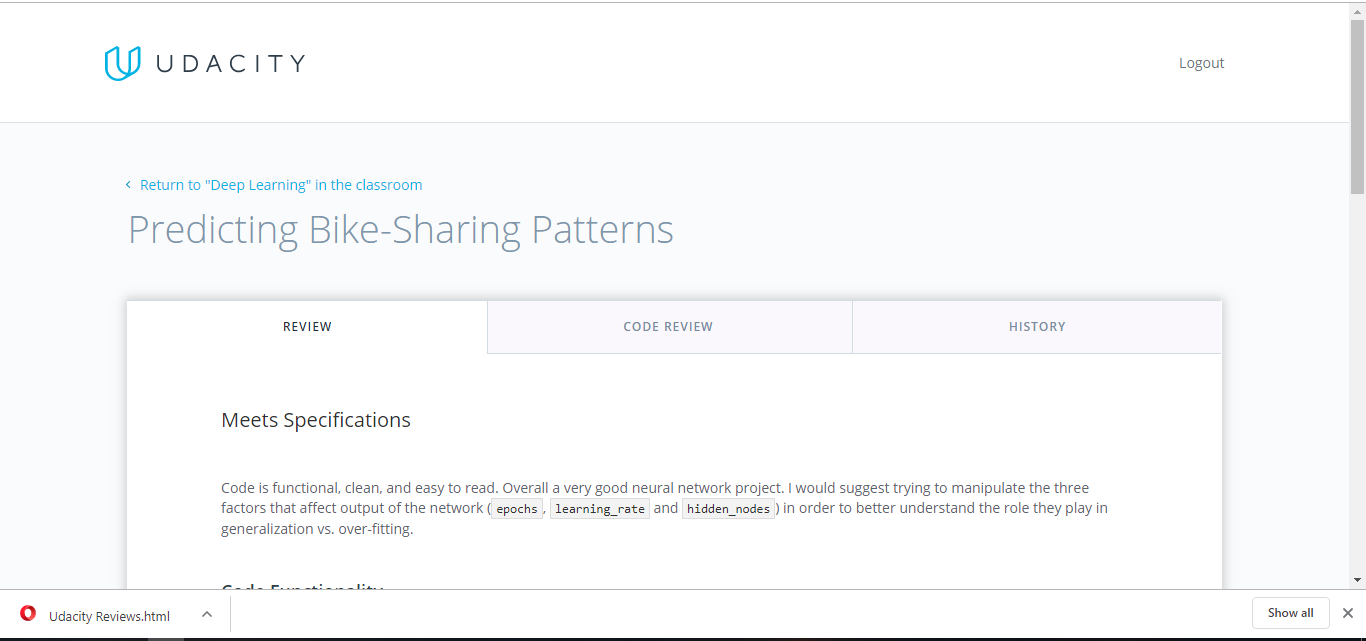 UDACITY
Logout
Return to "Deep Learning" in the classroom
Predicting Bike-Sharing Patterns
REVIEW
CODE REVIEW
HISTORY
Meets Specifications
Code is functional, clean, and easy to read. Overall a very good neural network project. I would suggest trying to manipulate the three
factors that affect output of the network (epochs, learning_rate and hidden_nodes) in order to better understand the role they play in
generalization vs. over-fitting.
Code Functionality
Udacity Reviews.html
Show all